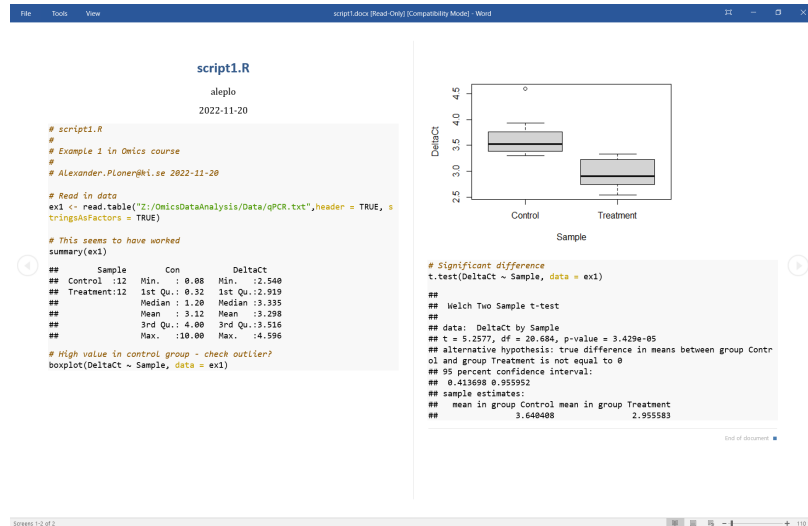 File Tools View script1.docx [Read-Only] [Compatibility Mode] - Word
script1.R
aleplo
2022-11-20
# script1.R
#
# Example 1 in Omics course
#
# Alexander.Ploner@ki.se 2022-11-20
# Read in data
ex1 <- read.table("Z:/OmicsDataAnalysis/Data/qPCR.txt",header = TRUE, s
tringsAsFactors = TRUE)
# This seems to have worked
summary(ex1)
## Sample Con DeltaCt
## Control :12 Min. : 0.08 Min. :2.540
## Treatment:12 1st Qu.: 0.32 1st Qu.:2.919
## Median : 1.20 Median :3.335
## Mean : 3.12 Mean :3.298
## 3rd Qu.: 4.00 3rd Qu.:3.516
## Max. :10.00 Max. :4.596
# High value in control group - check outlier?
boxplot(DeltaCt ~ Sample, data = ex1)
DeltaCt
4.5
4.0
3.5
3.0
2.5
Control Treatment
Sample
# Significant difference
t.test(DeltaCt ~ Sample, data = ex1)
##
## Welch Two Sample t-test
##
## data: DeltaCt by Sample
## t = 5.2577, df = 20.684, p-value = 3.429e-05
## alternative hypothesis: true difference in means between group Contr
ol and group Treatment is not equal to 0
## 95 percent confidence interval:
## 0.413698 0.955952
## sample estimates:
## mean in group Control mean in group Treatment
## 3.640408 2.955583
End of document
Screens 1-2 of 2 110